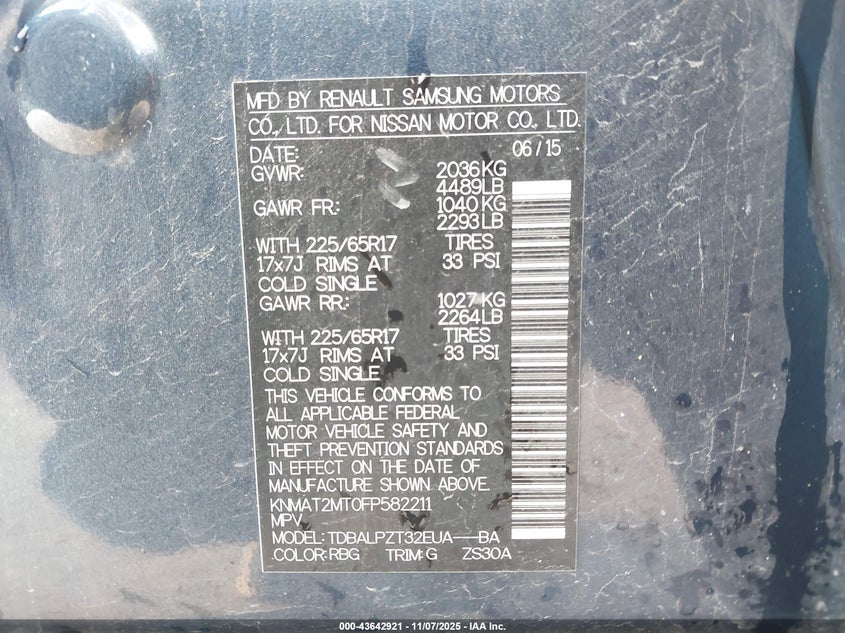 MFD BY RENAULT SAMSUNG MOTORS
CO., LTD. FOR NISSAN MOTOR CO., LTD.
DATE: 06/15
GVWR: 2036KG
4489LB
GAWR FR: 1040KG
2293LB
WITH 225/65R17 TIRES
17x7J RIMS AT 33 PSI
COLD SINGLE
GAWR RR: 1027KG
2264LB
WITH 225/65R17 TIRES
17x7J RIMS AT 33 PSI
COLD SINGLE
THIS VEHICLE CONFORMS TO
ALL APPLICABLE FEDERAL
MOTOR VEHICLE SAFETY AND
THEFT PREVENTION STANDARDS
IN EFFECT ON THE DATE OF
MANUFACTURE SHOWN ABOVE.
KNMAT2MT0FP582211
MPV
MODEL: TDBALPZT32EUA---BA
COLOR: RBG TRIM: G ZS30A
000-43642921 - 11/07/2025 - IAA Inc.